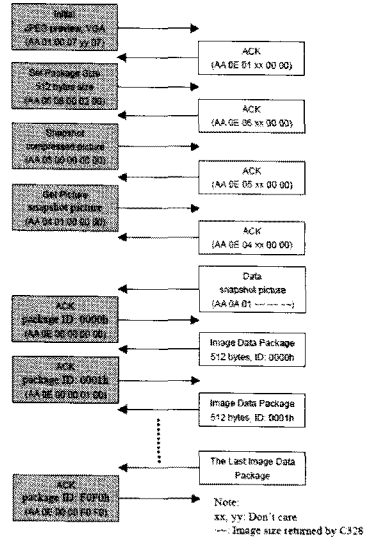 Initial
JPEG preview, VGA
(AA 01 00 07 yy 07)
ACK
(AA 0E 01 xx 00 00)
Set Package Size
512 bytes size
(AA 06 08 00 02 00)
ACK
(AA 0E 06 xx 00 00)
Snapshot
compressed picture
(AA 05 00 00 00 00)
ACK
(AA 0E 05 xx 00 00)
Get Picture
snapshot picture
(AA 04 01 00 00 00)
ACK
(AA 0E 04 xx 00 00)
Data
snapshot picture
(AA 0A 01 ~~ ~~ ~~)
ACK
package ID: 0000h
(AA 0E 00 00 00 00)
Image Data Package
512 bytes, ID: 0000h
ACK
package ID: 0001h
(AA 0E 00 00 01 00)
Image Data Package
512 bytes, ID: 0001h
The Last Image Data
Package
ACK
package ID: F0F0h
(AA 0E 00 00 F0 F0)
Note:
xx, yy: Don't care
~~: Image size returned by C328